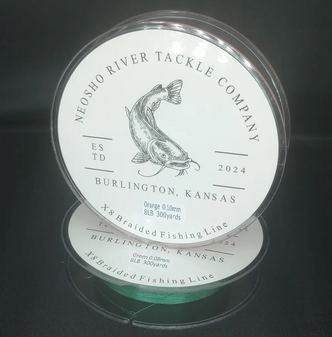 NEOSHO RIVER TACKLE COMPANY
ES
TD
2024
BURLINGTON, KANSAS
Orange 0.10mm
8LB 300yards
X8 Braided Fishing Line
2024
BURLINGTON, KANSAS
Green 0.08mm
6LB 300yards
X8 Braided Fishing Line